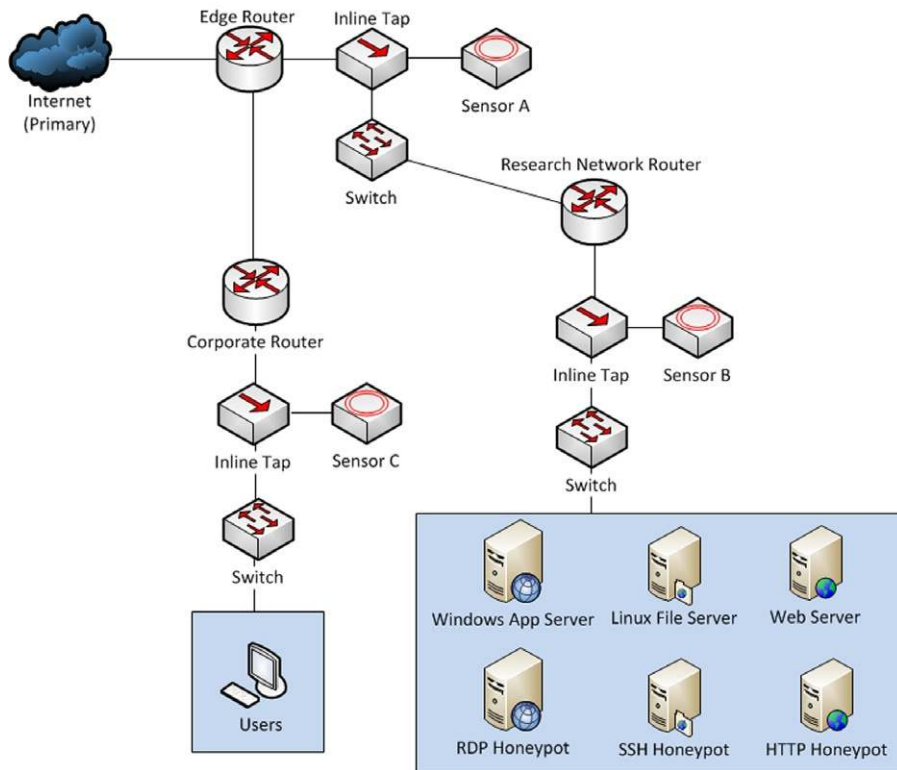 Edge Router
Inline Tap
Internet
(Primary)
Sensor A
Switch
Research Network Router
Corporate Router
Inline Tap
Sensor B
Inline Tap
Sensor C
Switch
Switch
Windows App Server
Linux File Server
Web Server
Users
RDP Honeypot
SSH Honeypot
HTTP Honeypot